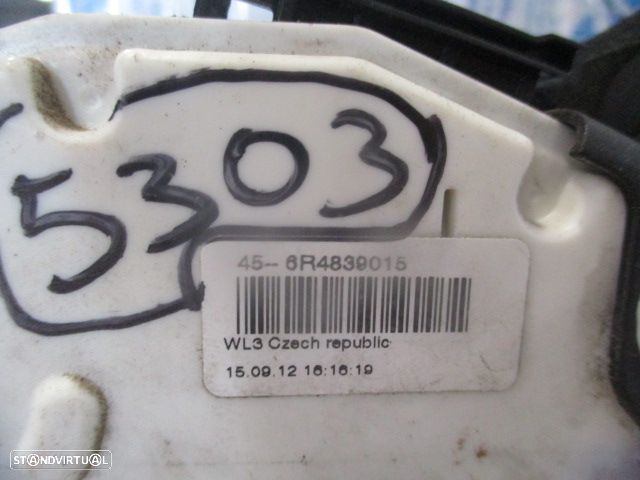 5303
45-- 6R4839015
WL3 Czech republic
15.09.12 16:16:19
STANDVIRTUAL